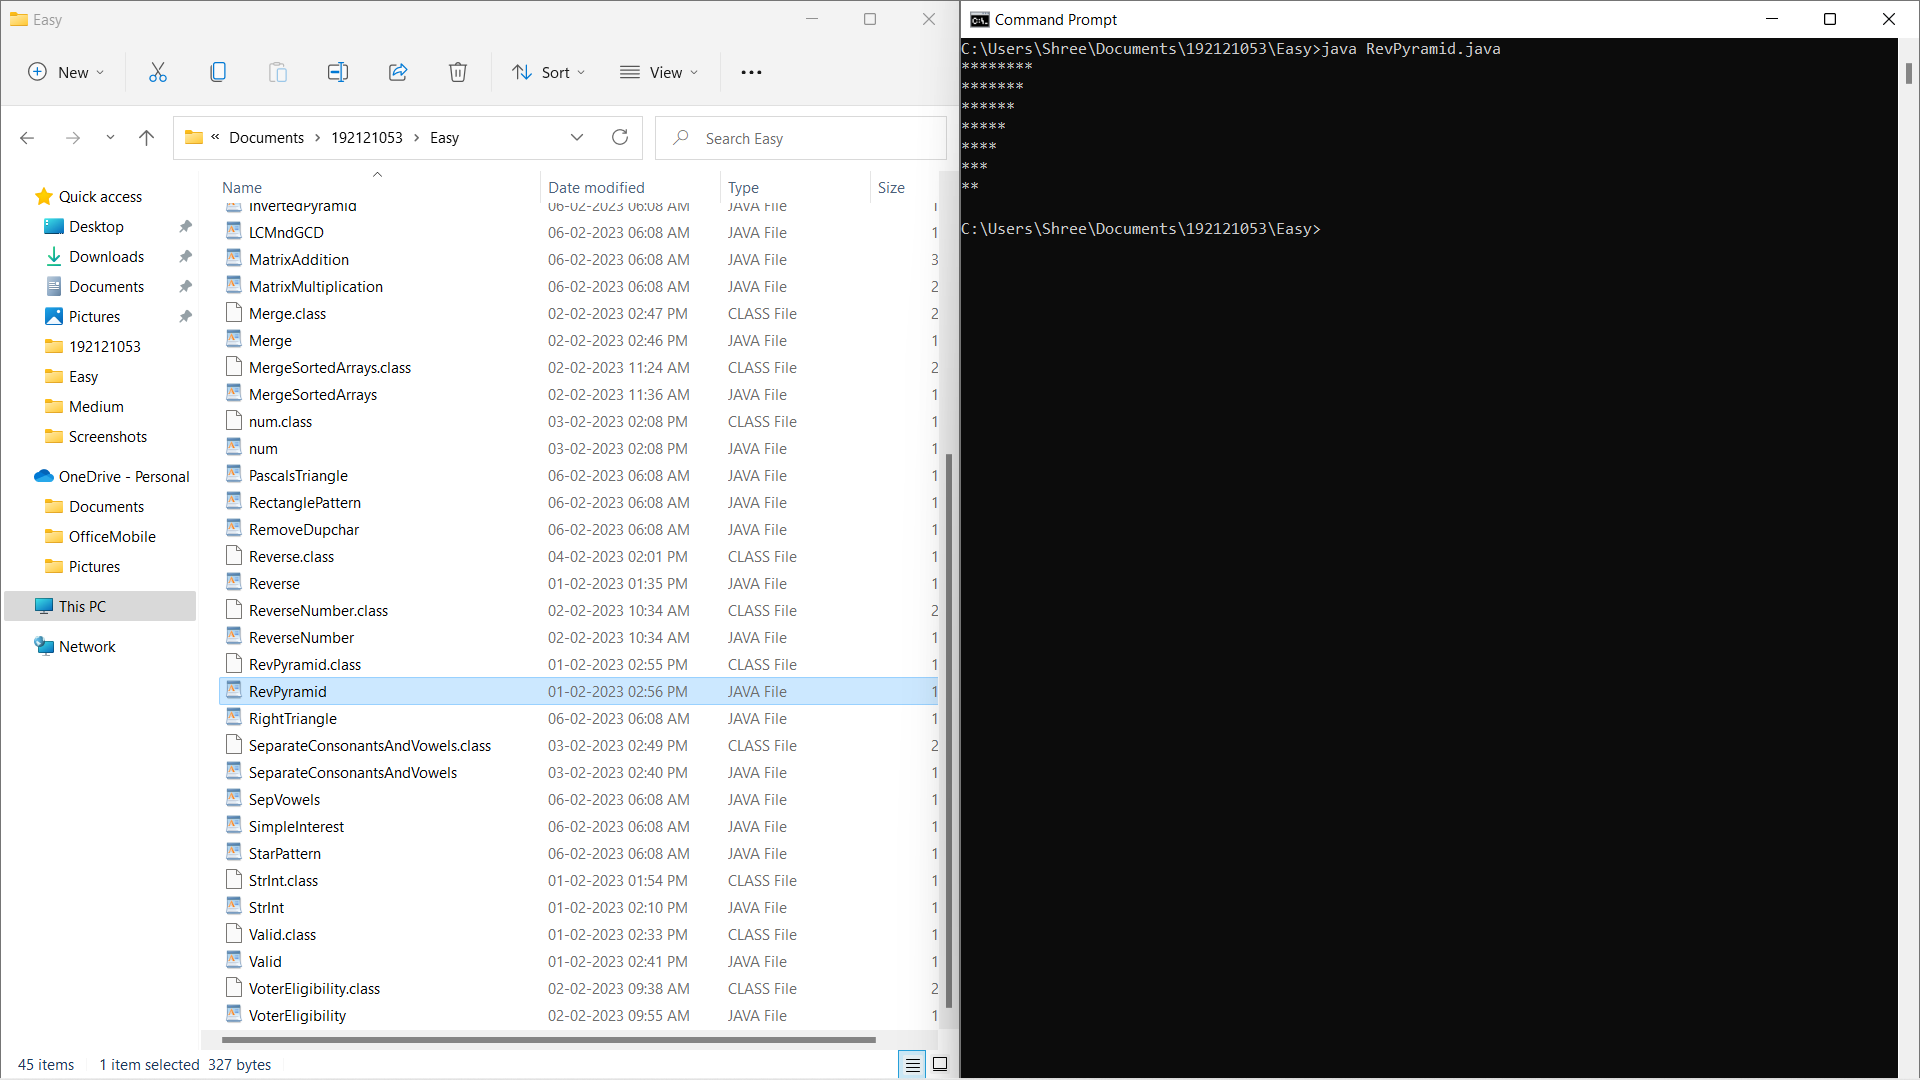 Easy
New
Sort
View
« Documents > 192121053 > Easy
Search Easy
Quick access
Desktop
Downloads
Documents
Pictures
192121053
Easy
Medium
Screenshots
OneDrive - Personal
Documents
OfficeMobile
Pictures
This PC
Network
Name Date modified Type Size
InvertedPyramid 06-02-2023 06:08 AM JAVA File 1
LCMndGCD 06-02-2023 06:08 AM JAVA File 1
MatrixAddition 06-02-2023 06:08 AM JAVA File 3
MatrixMultiplication 06-02-2023 06:08 AM JAVA File 2
Merge.class 02-02-2023 02:47 PM CLASS File 2
Merge 02-02-2023 02:46 PM JAVA File 1
MergeSortedArrays.class 02-02-2023 11:24 AM CLASS File 2
MergeSortedArrays 02-02-2023 11:36 AM JAVA File 1
num.class 03-02-2023 02:08 PM CLASS File 1
num 03-02-2023 02:08 PM JAVA File 1
PascalsTriangle 06-02-2023 06:08 AM JAVA File 1
RectanglePattern 06-02-2023 06:08 AM JAVA File 1
RemoveDupchar 06-02-2023 06:08 AM JAVA File 1
Reverse.class 04-02-2023 02:01 PM CLASS File 1
Reverse 01-02-2023 01:35 PM JAVA File 1
ReverseNumber.class 02-02-2023 10:34 AM CLASS File 2
ReverseNumber 02-02-2023 10:34 AM JAVA File 1
RevPyramid.class 01-02-2023 02:55 PM CLASS File 1
RevPyramid 01-02-2023 02:56 PM JAVA File 1
RightTriangle 06-02-2023 06:08 AM JAVA File 1
SeparateConsonantsAndVowels.class 03-02-2023 02:49 PM CLASS File 2
SeparateConsonantsAndVowels 03-02-2023 02:40 PM JAVA File 1
SepVowels 06-02-2023 06:08 AM JAVA File 1
SimpleInterest 06-02-2023 06:08 AM JAVA File 1
StarPattern 06-02-2023 06:08 AM JAVA File 1
StrInt.class 01-02-2023 01:54 PM CLASS File 1
StrInt 01-02-2023 02:10 PM JAVA File 1
Valid.class 01-02-2023 02:33 PM CLASS File 1
Valid 01-02-2023 02:41 PM JAVA File 1
VoterEligibility.class 02-02-2023 09:38 AM CLASS File 2
VoterEligibility 02-02-2023 09:55 AM JAVA File 1
45 items 1 item selected 327 bytes
Command Prompt
C:\Users\Shree\Documents\192121053\Easy>java RevPyramid.java
********
*******
******
*****
****
***
**
C:\Users\Shree\Documents\192121053\Easy>